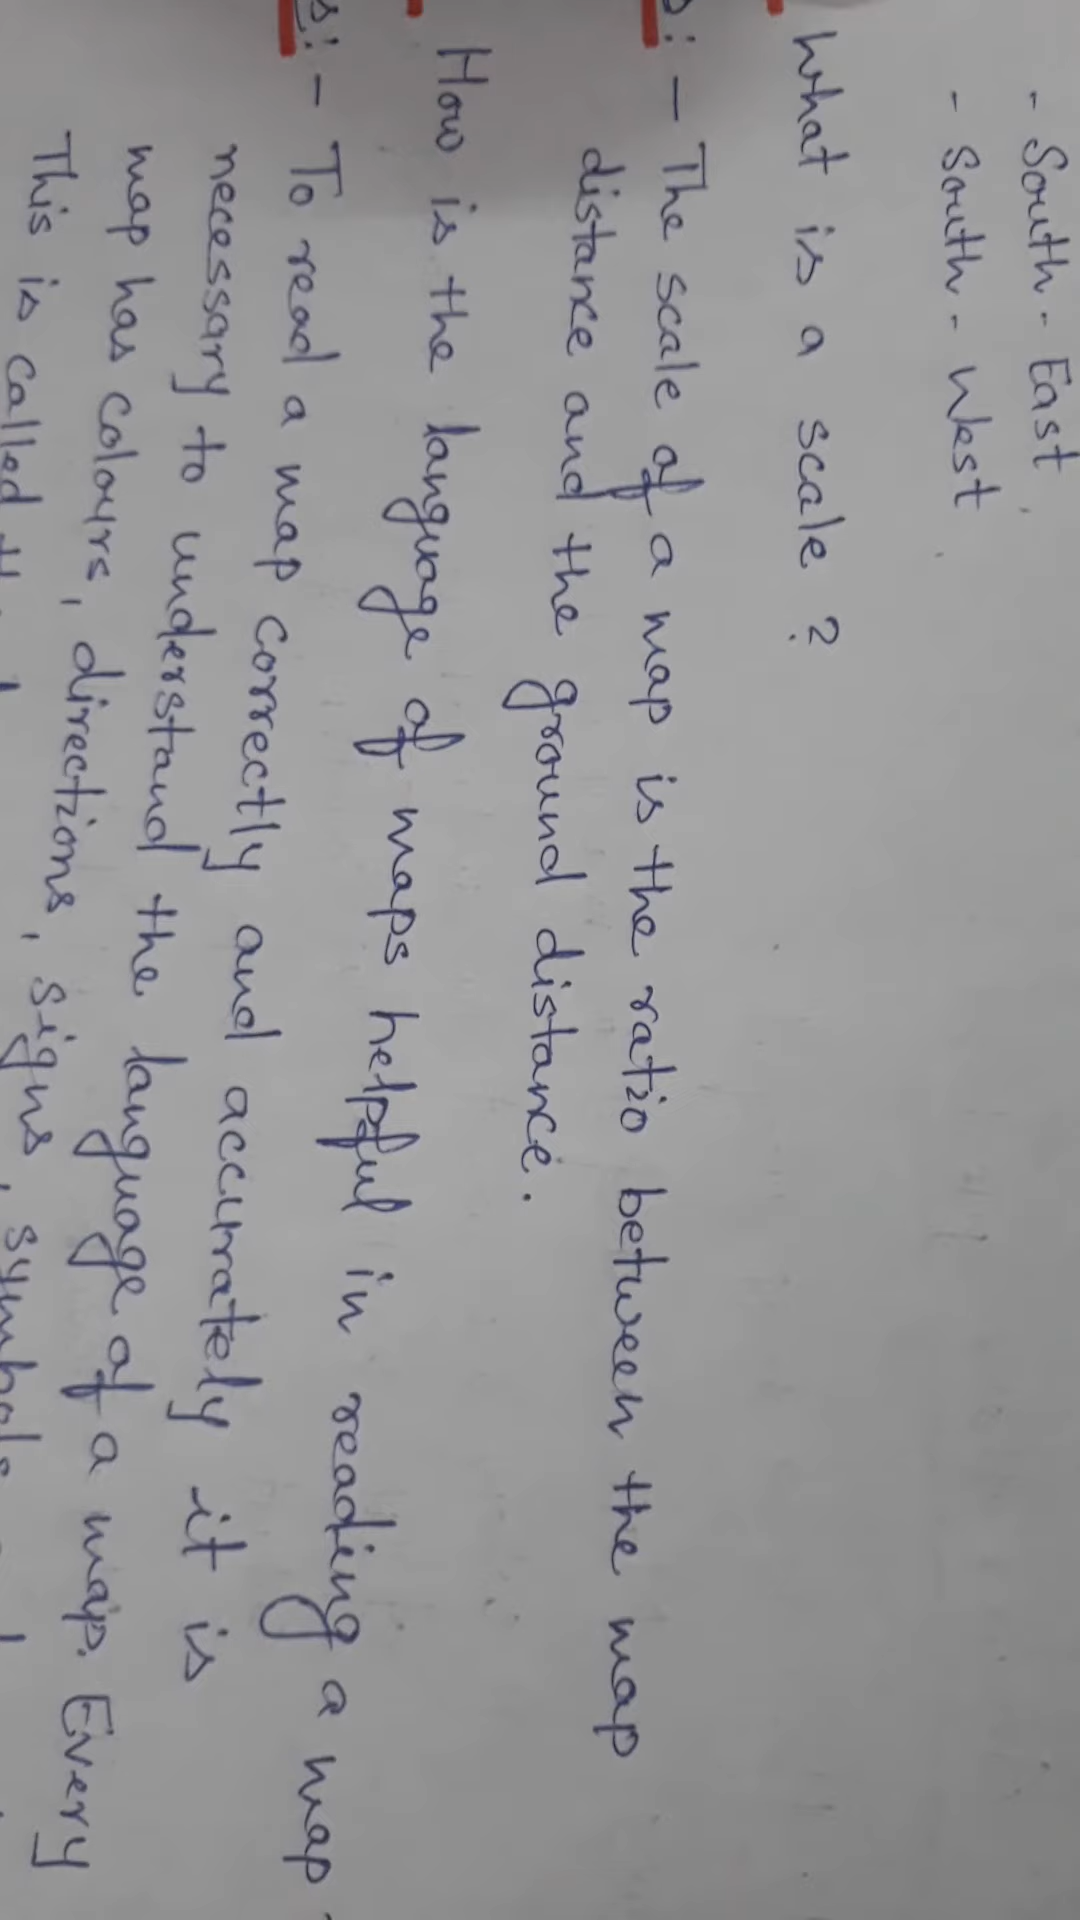 - South - East
- South - West
What is a scale ?
s: - The scale of a map is the ratio between the map
distance and the ground distance.
How is the language of maps helpful in reading a map
s: - To read a map correctly and accurately it is
necessary to understand the language of a map. Every
map has colours, directions, signs, symbols
This is called